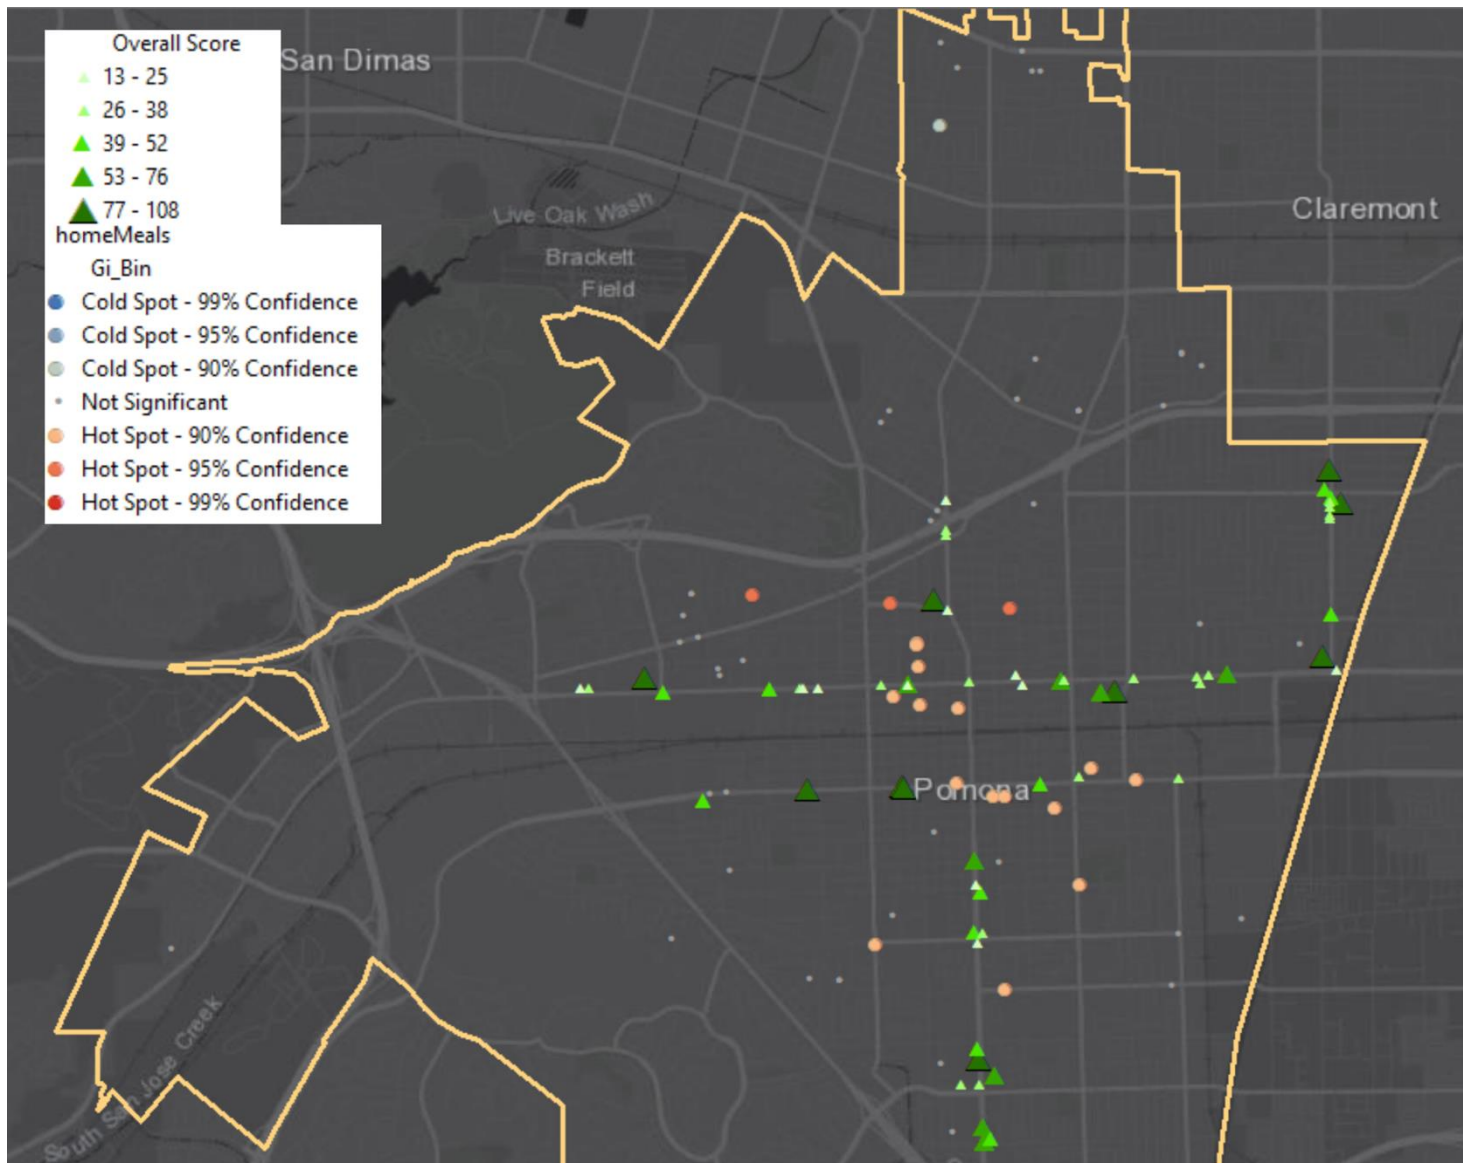 Overall Score
13 - 25
26 - 38
39 - 52
53 - 76
77 - 108
homeMeals
Gi_Bin
Cold Spot - 99% Confidence
Cold Spot - 95% Confidence
Cold Spot - 90% Confidence
Not Significant
Hot Spot - 90% Confidence
Hot Spot - 95% Confidence
Hot Spot - 99% Confidence
San Dimas
Live Oak Wash
Claremont
Brackett
Field
Pomona
South San Jose Creek